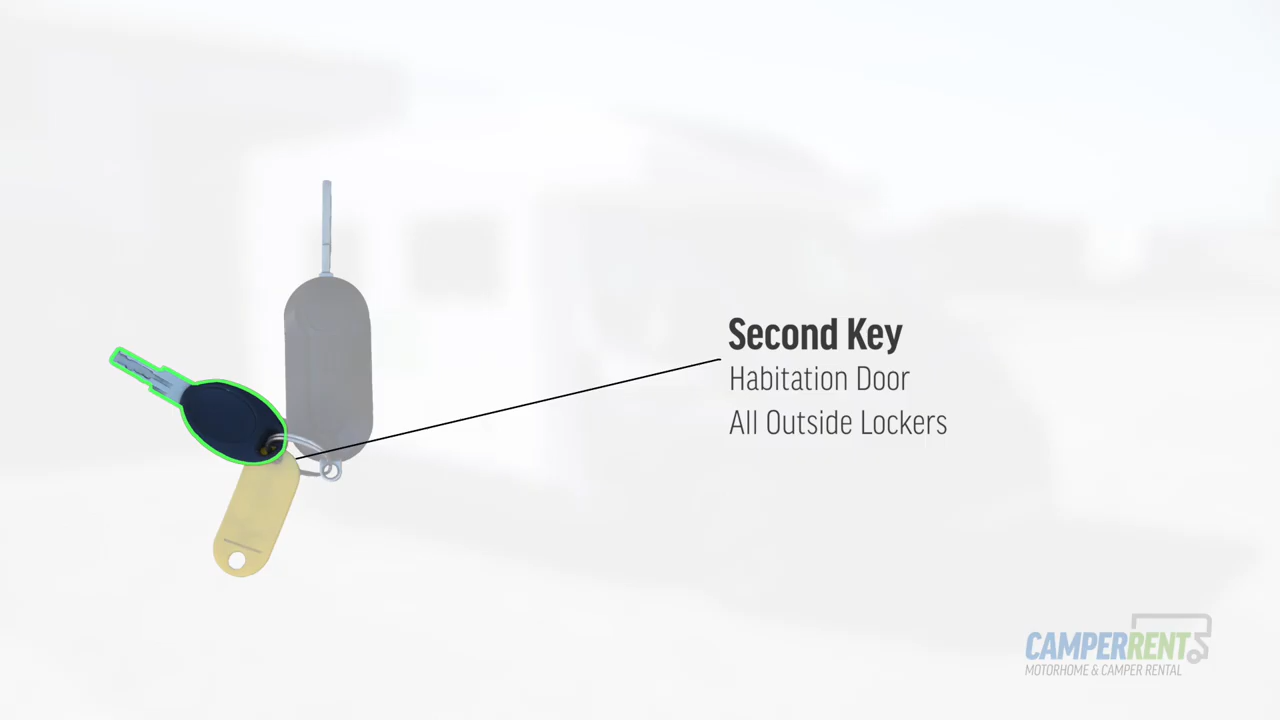 Second Key
Habitation Door
All Outside Lockers
CAMPERRENT
MOTORHOME & CAMPER RENTAL